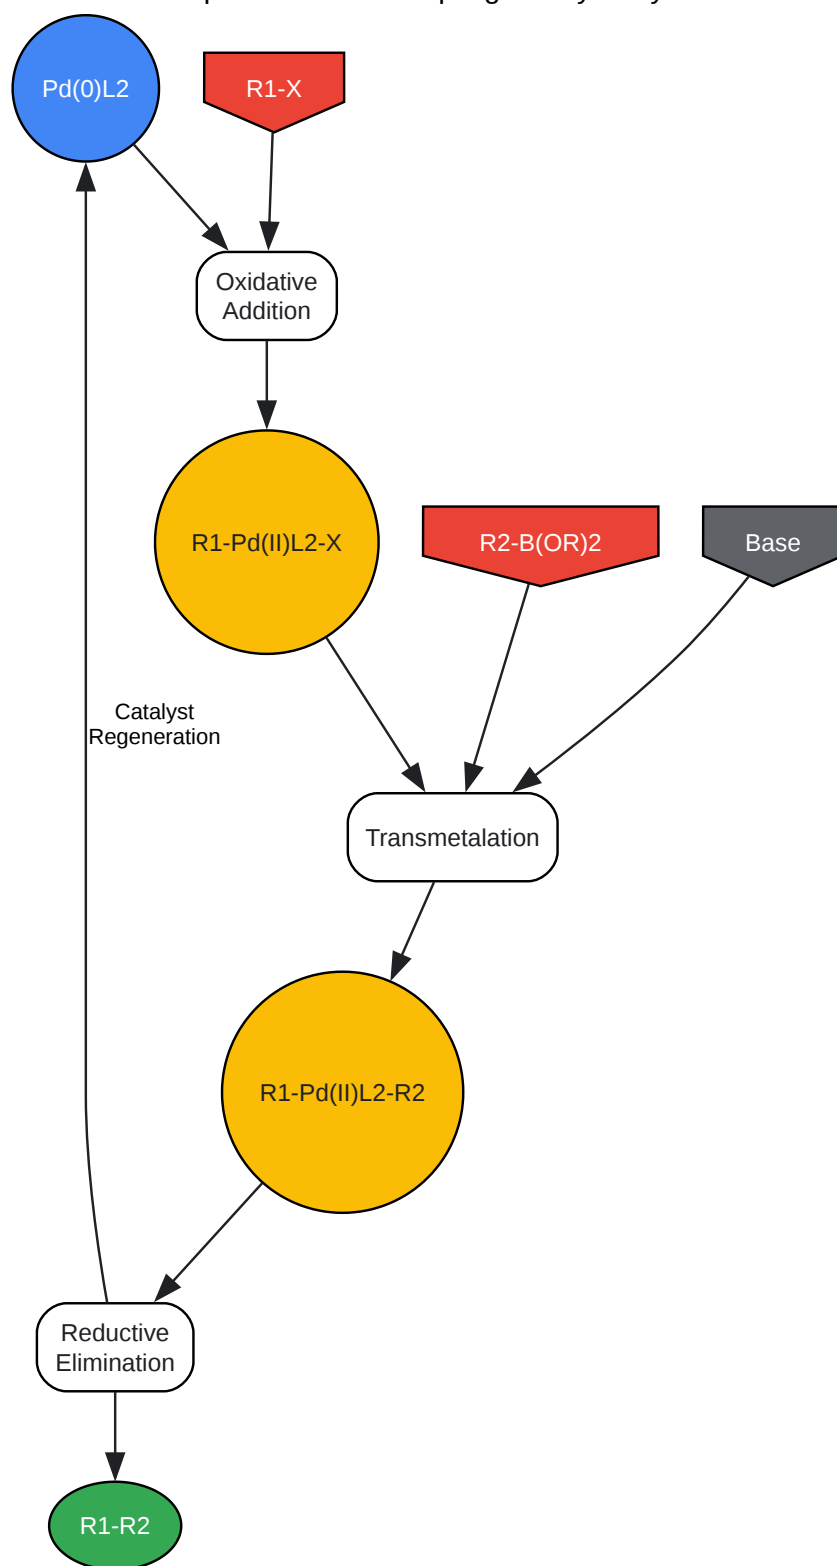 Pd(0)L2
R1-X
Oxidative
Addition
R1-Pd(II)L2-X
R2-B(OR)2
Base
Catalyst
Regeneration
Transmetalation
R1-Pd(II)L2-R2
Reductive
Elimination
R1-R2